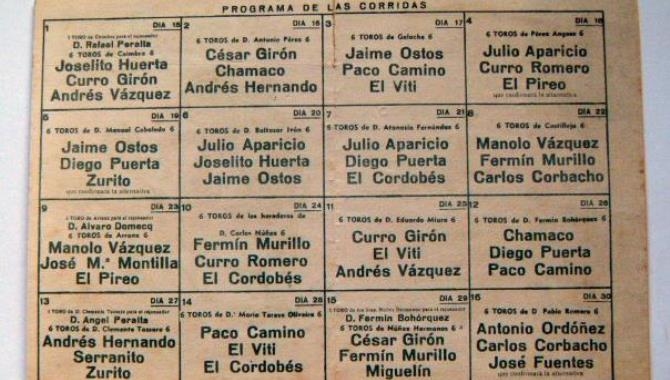 PROGRAMA DE LAS CORRIDAS
1 DIA 15
1 TORO de Coimbra para el rejoneador
D. Rafael Peralta
6 TOROS de Coimbra 6
Joselito Huerta
Curro Girón
Andrés Vázquez
2 DIA 16
6 TOROS de D. Antonio Pérez 6
César Girón
Chamaco
Andrés Hernando
3 DIA 17
6 TOROS de Galache 6
Jaime Ostos
Paco Camino
El Viti
4 DIA 18
6 TOROS de Pérez Angoso 6
Julio Aparicio
Curro Romero
El Pireo
que confirmará la alternativa
5 DIA 19
6 TOROS de D. Manuel Cobaleda 6
Jaime Ostos
Diego Puerta
Zurito
que confirmará la alternativa
6 DIA 20
6 TOROS de D. Baltasar Ibán 6
Julio Aparicio
Joselito Huerta
Jaime Ostos
7 DIA 21
6 TOROS de D. Atanasio Fernández 6
Julio Aparicio
Diego Puerta
El Cordobés
8 DIA 22
6 TOROS de Castilleja 6
Manolo Vázquez
Fermín Murillo
Carlos Corbacho
9 DIA 23
1 TORO de Arranz para el rejoneador
D. Alvaro Domecq
6 TOROS de Arranz 6
Manolo Vázquez
José M.ª Montilla
El Pireo
10 DIA 24
6 TOROS de los herederos de
D. Carlos Núñez 6
Fermín Murillo
Curro Romero
El Cordobés
11 DIA 25
6 TOROS de D. Eduardo Miura 6
Curro Girón
El Viti
Andrés Vázquez
12 DIA 26
6 TOROS de D. Fermín Bohórquez 6
Chamaco
Diego Puerta
Paco Camino
13 DIA 27
1 TORO de D. Clemente Tassara para el rejoneador
D. Angel Peralta
6 TOROS de D. Clemente Tassara 6
Andrés Hernando
Serranito
Zurito
14 DIA 28
6 TOROS de D.ª María Teresa Oliveira 6
Paco Camino
El Viti
El Cordobés
15 DIA 29
1 TORO de para el rejoneador
D. Fermín Bohórquez
6 TOROS de Núñez Hermanos 6
César Girón
Fermín Murillo
Miguelín
16 DIA 30
6 TOROS de D. Pablo Romero 6
Antonio Ordóñez
Carlos Corbacho
José Fuentes
que confirmará la alternativa